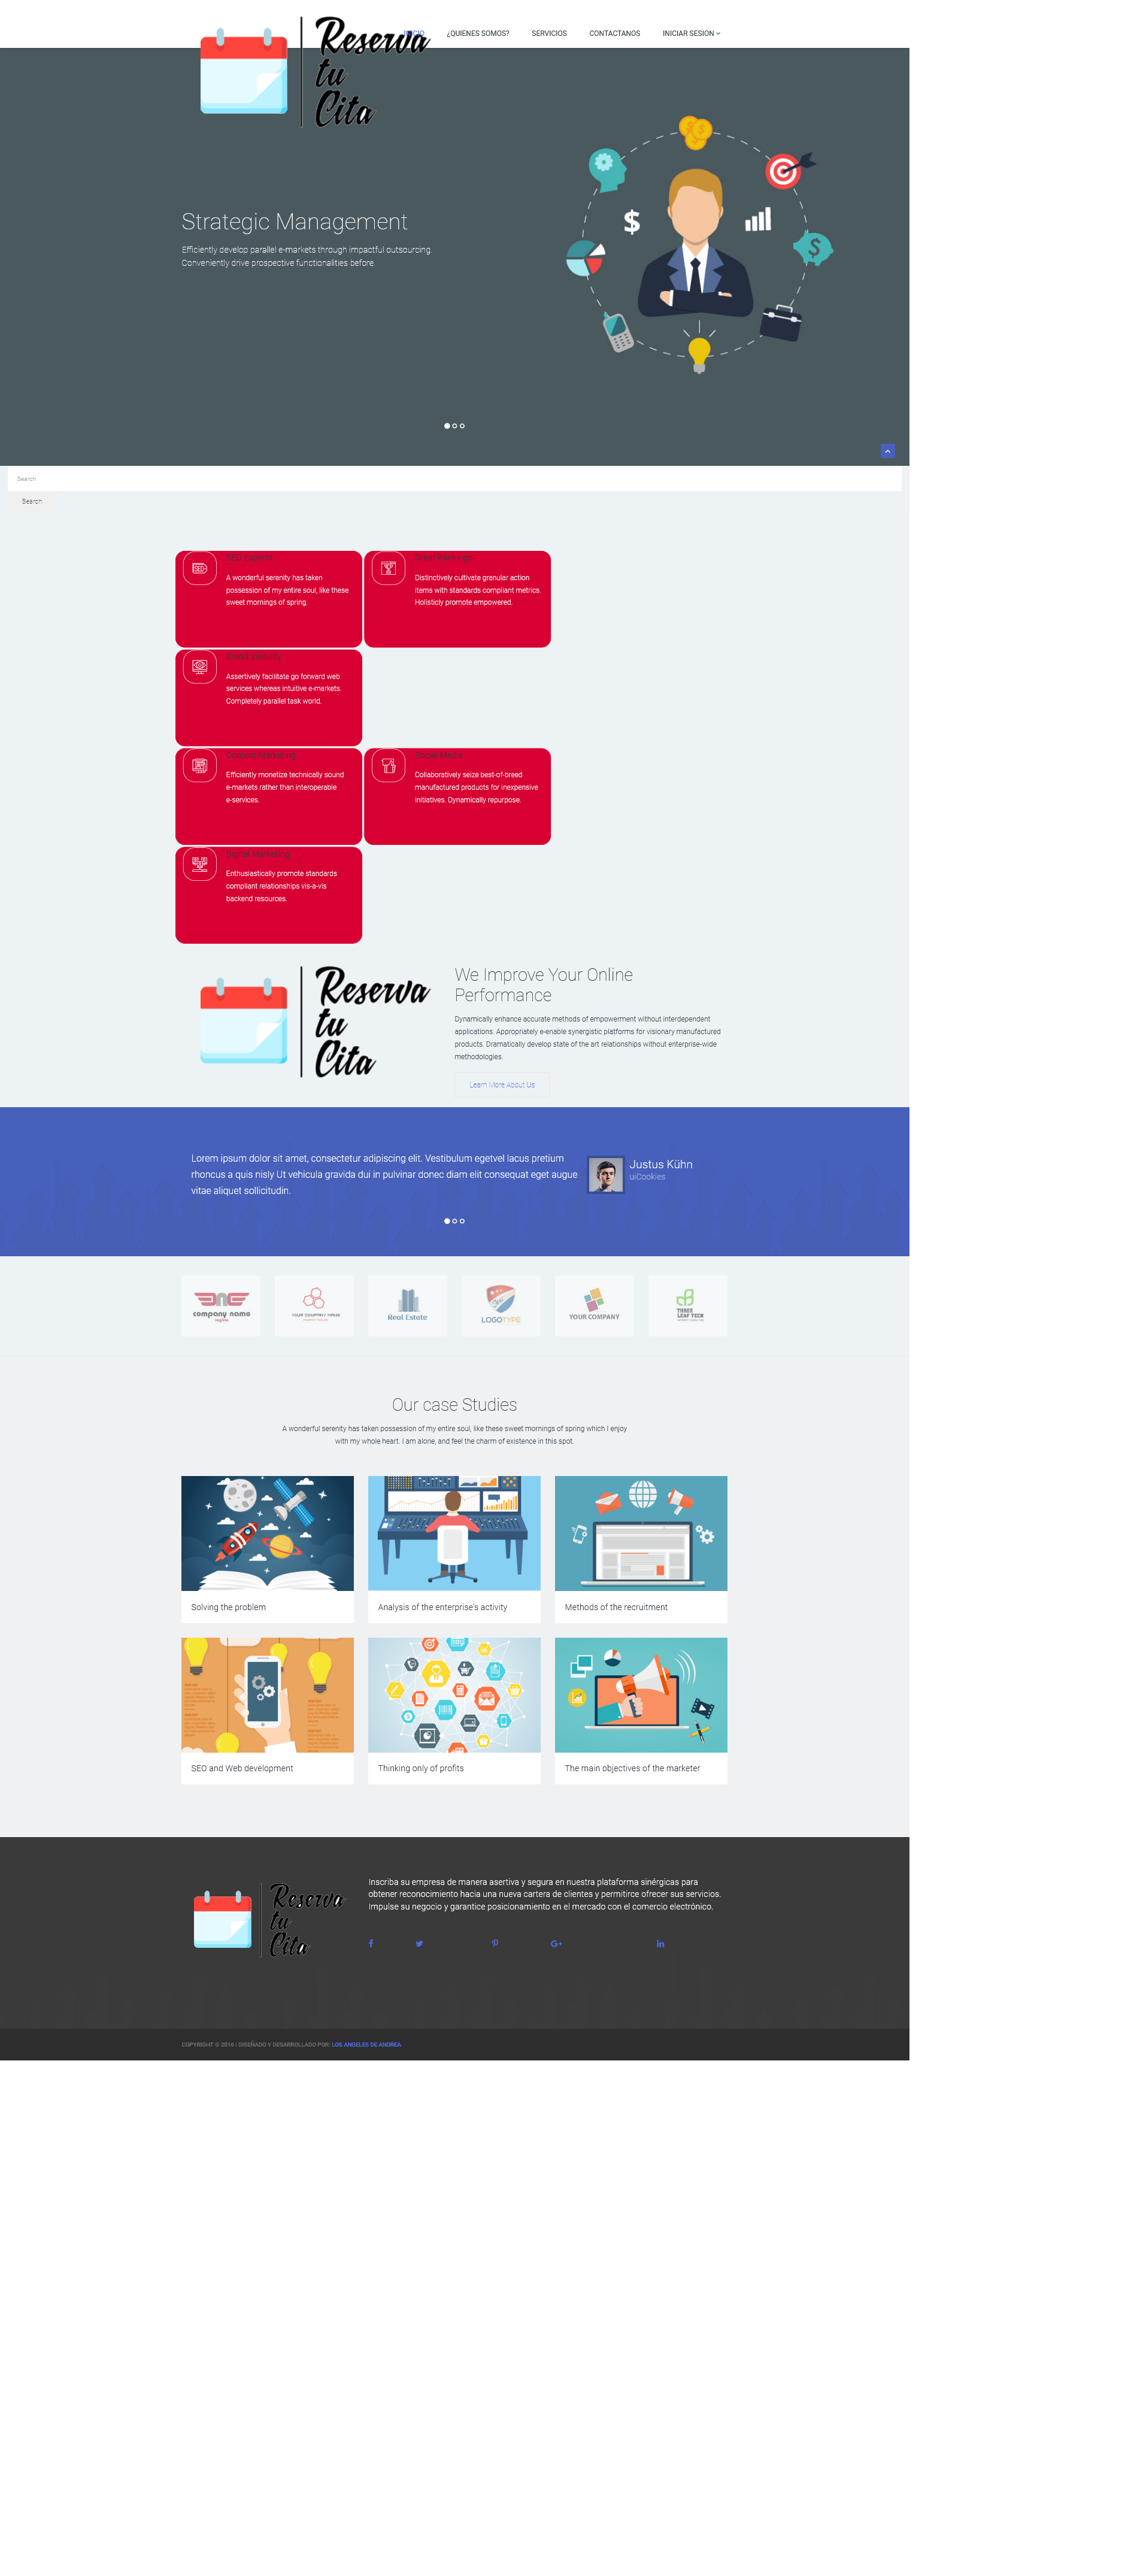 Reserva
tu
Cita
INICIO
¿QUIENES SOMOS?
SERVICIOS
CONTACTANOS
INICIAR SESION
Strategic Management
Efficiently develop parallel e-markets through impactful outsourcing.
Conveniently drive prospective functionalities before.
Search
Search
SEO
A wonderful serenity has taken
possession of my entire soul, like these
sweet mornings of spring.
Distinctively cultivate granular action
items with standards compliant metrics.
Holisticly promote empowered.
Assertively facilitate go forward web
services whereas intuitive e-markets.
Completely parallel task world.
Content Marketing
Efficiently monetize technically sound
e-markets rather than interoperable
e-services.
Social Media
Collaboratively seize best-of-breed
manufactured products for inexpensive
initiatives. Dynamically repurpose.
Digital Marketing
Enthusiastically promote standards
compliant relationships vis-a-vis
backend resources.
Reserva
tu
Cita
We Improve Your Online
Performance
Dynamically enhance accurate methods of empowerment without interdependent
applications. Appropriately e-enable synergistic platforms for visionary manufactured
products. Dramatically develop state of the art relationships without enterprise-wide
methodologies.
Learn More About Us
Lorem ipsum dolor sit amet, consectetur adipiscing elit. Vestibulum egetvel lacus pretium
rhoncus a quis nisly Ut vehicula gravida dui in pulvinar donec diam elit consequat eget augue
vitae aliquet sollicitudin.
Justus Kühn
uiCookies
company name
tagline
YOUR COMPANY NAME
Real Estate
LOGOTYPE
YOUR COMPANY
THREE
LEAF TECH
Our case Studies
A wonderful serenity has taken possession of my entire soul, like these sweet mornings of spring which I enjoy
with my whole heart. I am alone, and feel the charm of existence in this spot.
Solving the problem
Analysis of the enterprise's activity
Methods of the recruitment
SEO and Web development
Thinking only of profits
The main objectives of the marketer
Reserva
tu
Cita
Inscriba su empresa de manera asertiva y segura en nuestra plataforma sinérgicas para
obtener reconocimiento hacia una nueva cartera de clientes y permitirce ofrecer sus servicios.
Impulse su negocio y garantice posicionamiento en el mercado con el comercio electrónico.
COPYRIGHT © 2016 | DISEÑADO Y DESARROLLADO POR: LOS ANGELES DE ANDREA